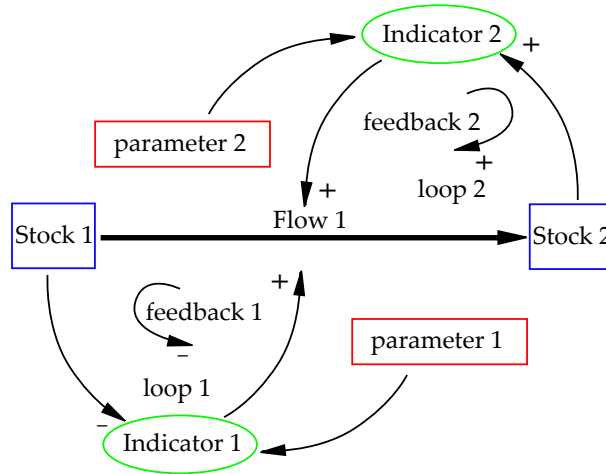 Indicator 2
+
feedback 2
parameter 2
+
loop 2
+
Flow 1
Stock 1
Stock 2
+
feedback 1
–
parameter 1
loop 1
–
Indicator 1